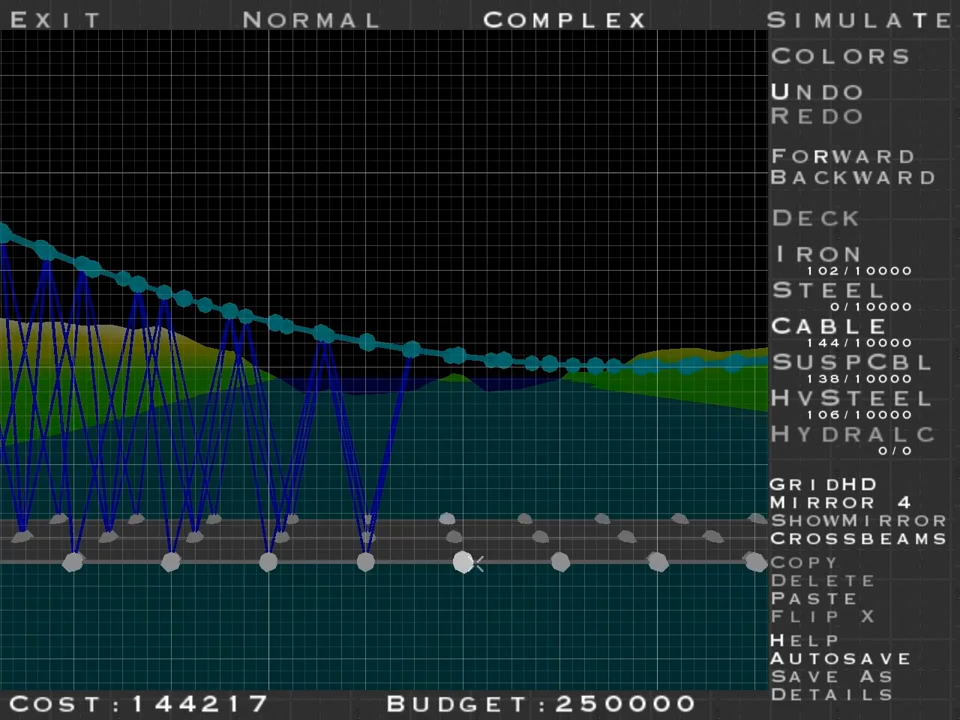 EXIT NORMAL COMPLEX SIMULATE
COLORS
UNDO
REDO
FORWARD
BACKWARD
DECK
IRON
102/10000
STEEL
0/10000
CABLE
144/10000
SUSPCBL
138/10000
HVSTEEL
106/10000
HYDRALC
0/0
GRIDHD
MIRROR 4
SHOWMIRROR
CROSSBEAMS
COPY
DELETE
PASTE
FLIP X
HELP
AUTOSAVE
SAVE AS
DETAILS
COST:144217 BUDGET:250000